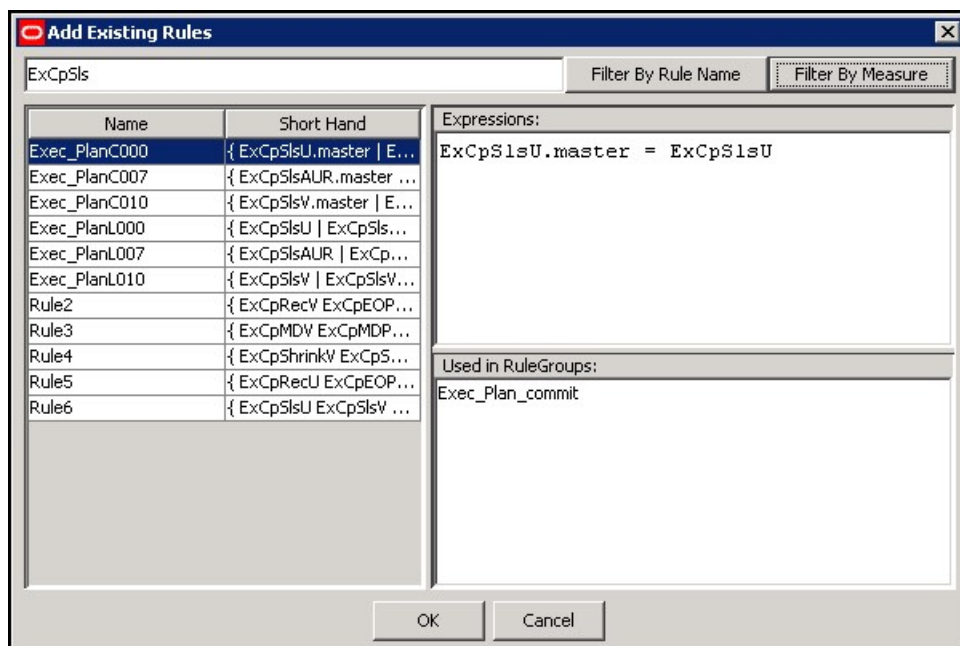 Add Existing Rules
ExCpSls Filter By Rule Name Filter By Measure
Name Short Hand
Exec_PlanC000 { ExCpSlsU.master | E...
Exec_PlanC007 { ExCpSlsAUR.master ...
Exec_PlanC010 { ExCpSlsV.master | E...
Exec_PlanL000 { ExCpSlsU | ExCpSls...
Exec_PlanL007 { ExCpSlsAUR | ExCp...
Exec_PlanL010 { ExCpSlsV | ExCpSlsV...
Rule2 { ExCpRecV ExCpEOP...
Rule3 { ExCpMDV ExCpMDP...
Rule4 { ExCpShrinkV ExCpS...
Rule5 { ExCpRecU ExCpEOP...
Rule6 { ExCpSlsU ExCpSlsV ...
Expressions:
ExCpSlsU.master = ExCpSlsU
Used in RuleGroups:
Exec_Plan_commit
OK Cancel